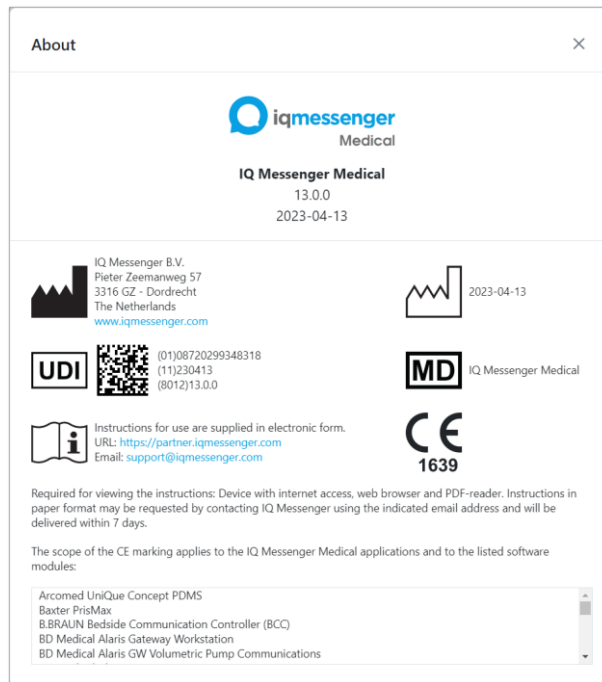 About
iqmessenger
Medical
IQ Messenger Medical
13.0.0
2023-04-13
IQ Messenger B.V.
Pieter Zeemanweg 57
3316 GZ - Dordrecht
The Netherlands
www.iqmessenger.com
2023-04-13
UDI
(01)08720299348318
(11)230413
(8012)13.0.0
MD
IQ Messenger Medical
i
Instructions for use are supplied in electronic form.
URL: https://partner.iqmessenger.com
Email: support@iqmessenger.com
CE
1639
Required for viewing the instructions: Device with internet access, web browser and PDF-reader. Instructions in
paper format may be requested by contacting IQ Messenger using the indicated email address and will be
delivered within 7 days.
The scope of the CE marking applies to the IQ Messenger Medical applications and to the listed software
modules:
Arcomed UniQue Concept PDMS
Baxter PrisMax
B.BRAUN Bedside Communication Controller (BCC)
BD Medical Alaris Gateway Workstation
BD Medical Alaris GW Volumetric Pump Communications